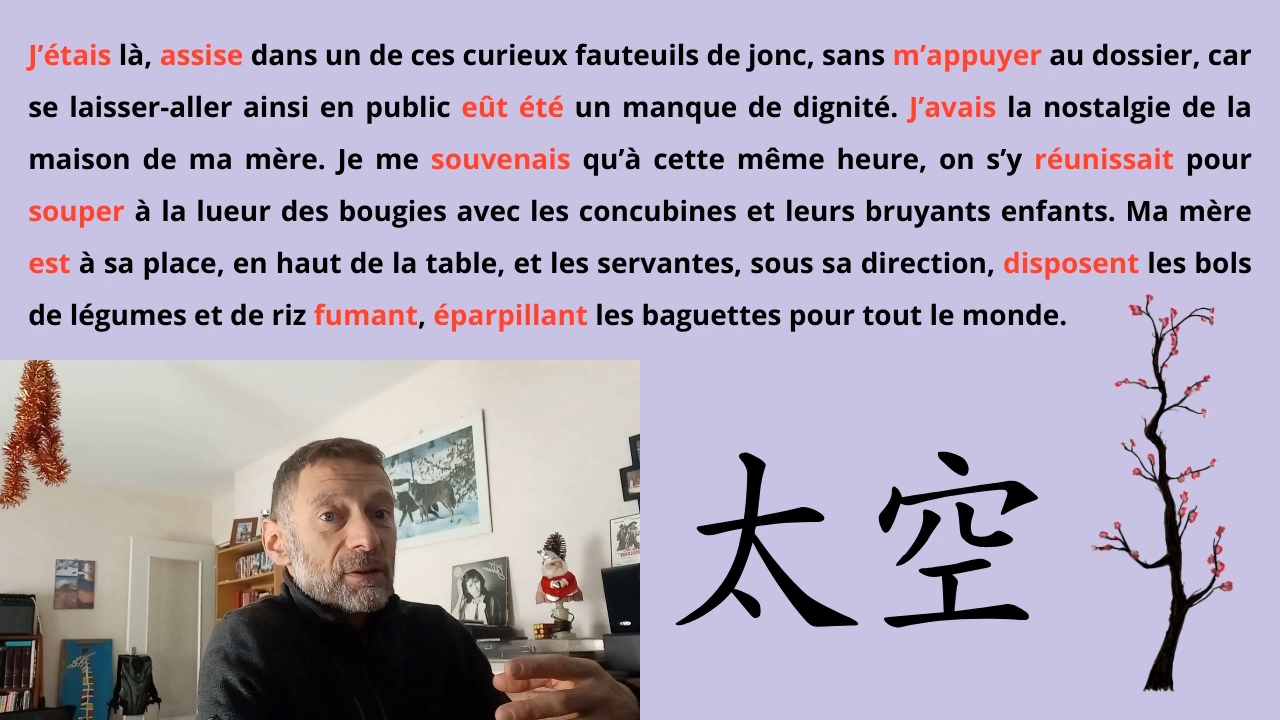 J’étais là, assise dans un de ces curieux fauteuils de jonc, sans m’appuyer au dossier, car
se laisser-aller ainsi en public eût été un manque de dignité. J’avais la nostalgie de la
maison de ma mère. Je me souvenais qu’à cette même heure, on s’y réunissait pour
souper à la lueur des bougies avec les concubines et leurs bruyants enfants. Ma mère
est à sa place, en haut de la table, et les servantes, sous sa direction, disposent les bols
de légumes et de riz fumant, éparpillant les baguettes pour tout le monde.
太空